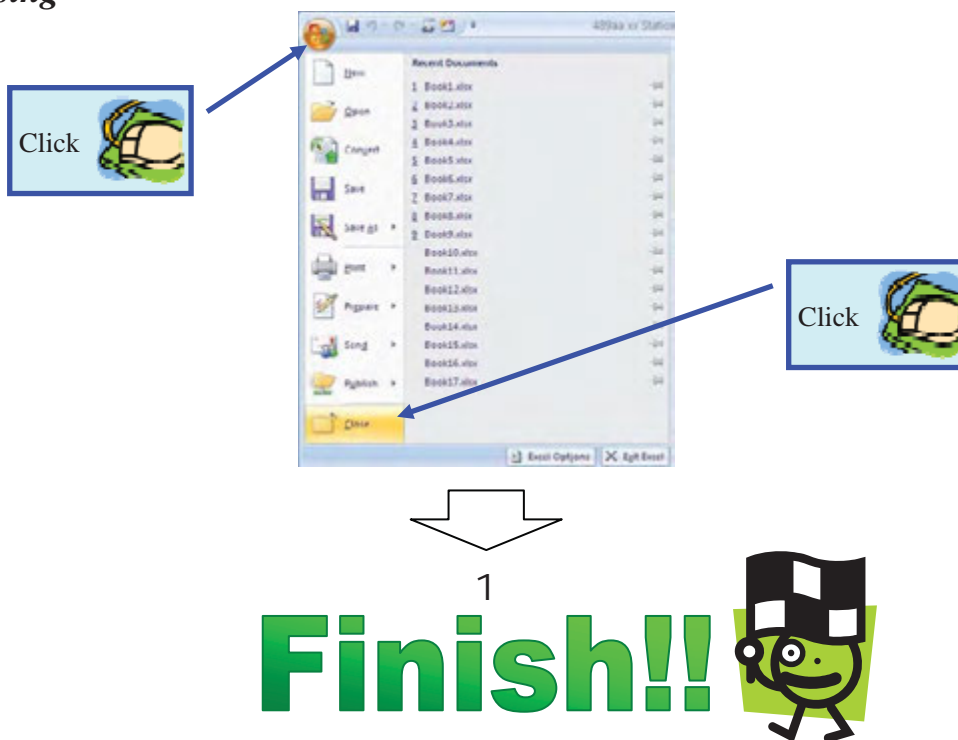 Click
Recent Documents
New
1 Book1.xlsx
Open
2 Book2.xlsx
3 Book3.xlsx
Convert
4 Book4.xlsx
5 Book5.xlsx
Save
6 Book6.xlsx
7 Book7.xlsx
Save As
8 Book8.xlsx
9 Book9.xlsx
Book10.xlsx
Print
Book11.xlsx
Book12.xlsx
Prepare
Book13.xlsx
Book14.xlsx
Send
Book15.xlsx
Book16.xlsx
Publish
Book17.xlsx
Close
Excel Options
Exit Excel
Click
1
Finish!!